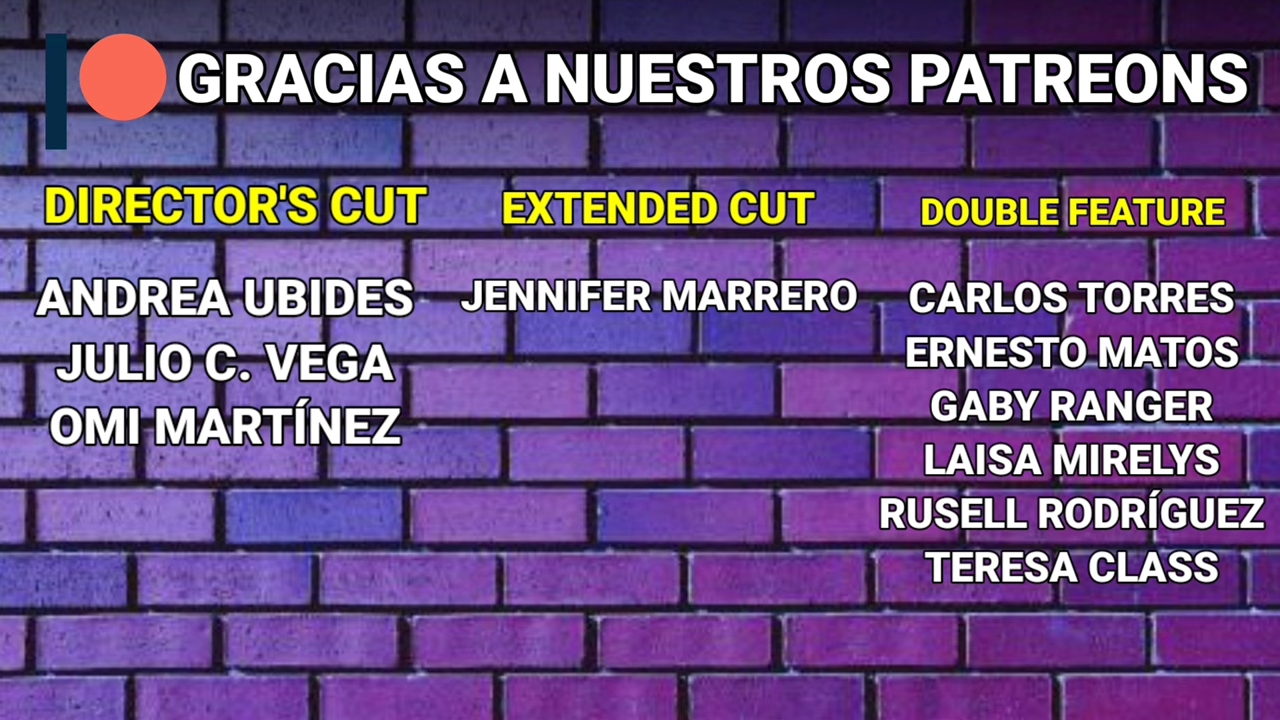 GRACIAS A NUESTROS PATREONS
DIRECTOR'S CUT
ANDREA UBIDES
JULIO C. VEGA
OMI MARTÍNEZ
EXTENDED CUT
JENNIFER MARRERO
DOUBLE FEATURE
CARLOS TORRES
ERNESTO MATOS
GABY RANGER
LAISA MIRELYS
RUSELL RODRÍGUEZ
TERESA CLASS